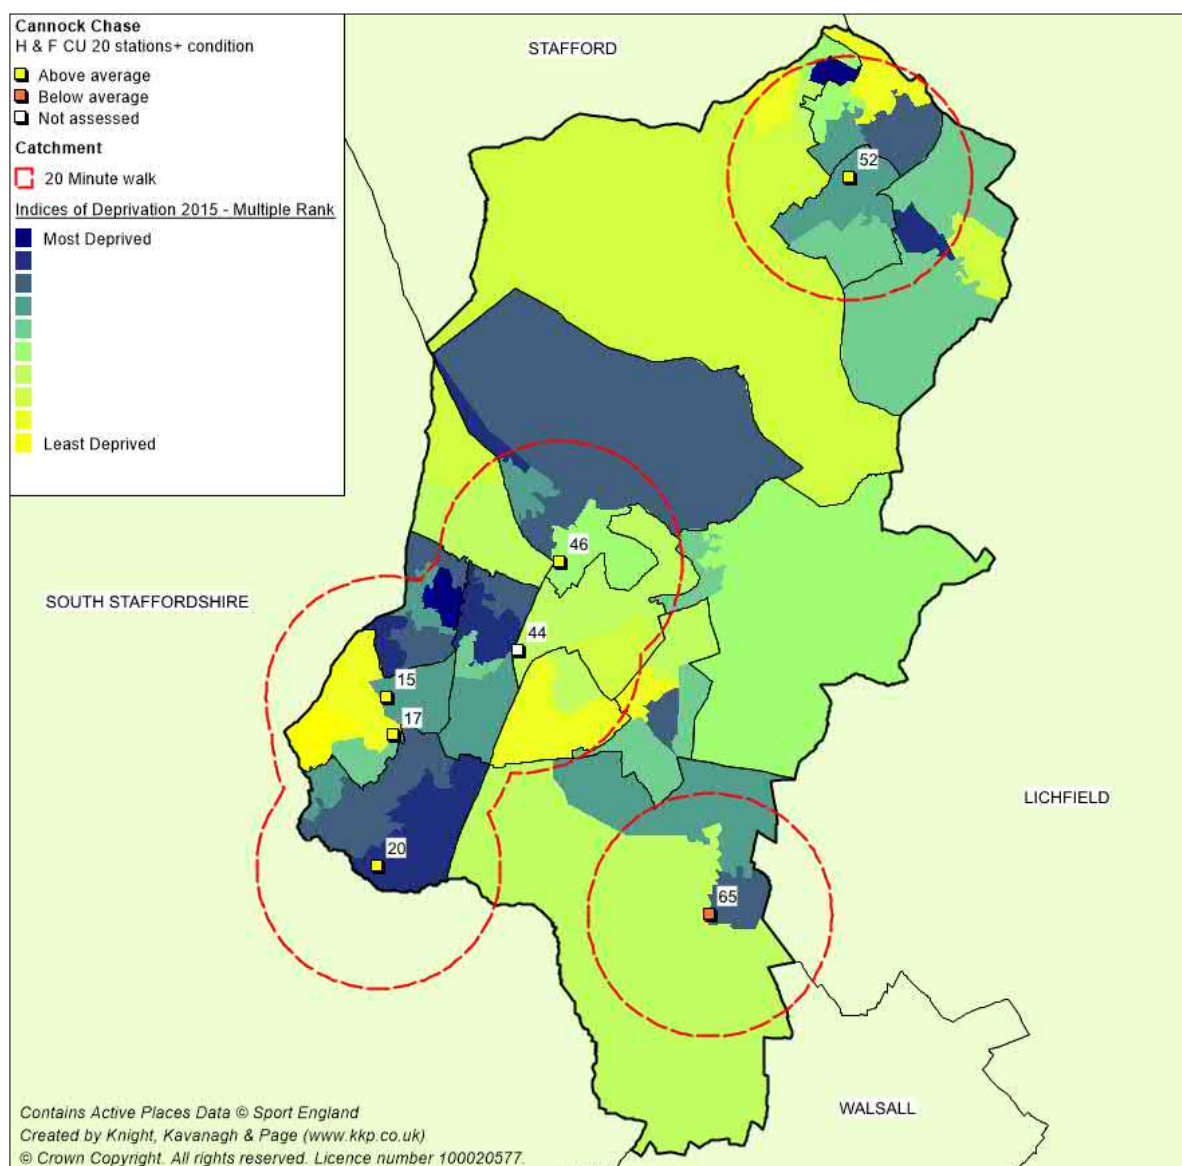 Cannock Chase
H & F CU 20 stations+ condition
Above average
Below average
Not assessed
Catchment
20 Minute walk
Indices of Deprivation 2015 - Multiple Rank
Most Deprived
Least Deprived
STAFFORD
52
46
SOUTH STAFFORDSHIRE
44
15
17
LICHFIELD
20
65
WALSALL
Contains Active Places Data © Sport England
Created by Knight, Kavanagh & Page (www.kkp.co.uk)
© Crown Copyright. All rights reserved. Licence number 100020577.